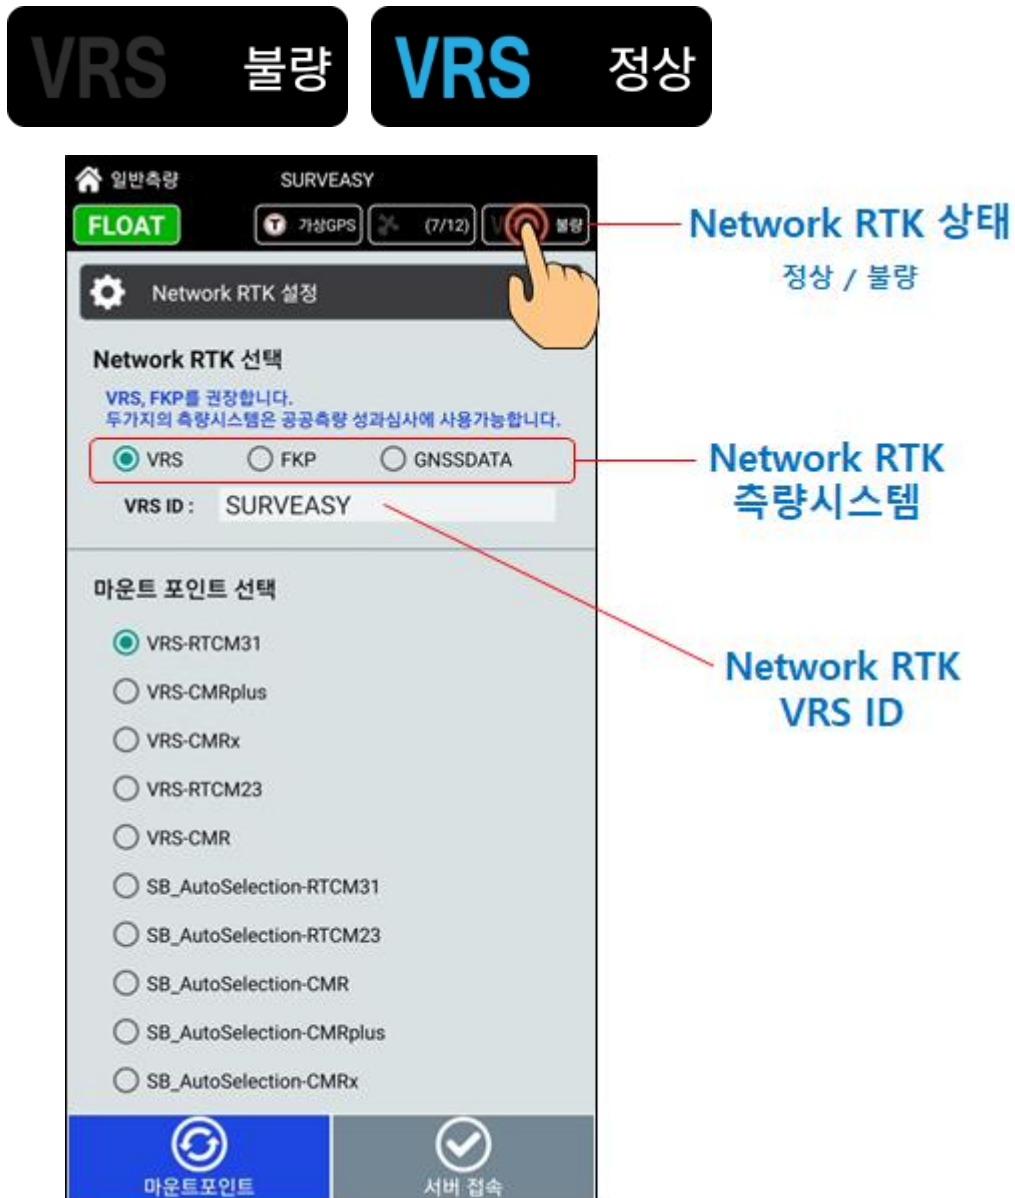 VRS 불량
VRS 정상
일반측량 SURVEASY
FLOAT
T 가상GPS
(7/12)
불량
Network RTK 상태
정상 / 불량
Network RTK 설정
Network RTK 선택
VRS, FKP를 권장합니다.
두가지의 측량시스템은 공공측량 성과심사에 사용가능합니다.
VRS FKP GNSSDATA
Network RTK
측량시스템
VRS ID : SURVEASY
마운트 포인트 선택
VRS-RTCM31
VRS-CMRplus
VRS-CMRx
VRS-RTCM23
VRS-CMR
SB_AutoSelection-RTCM31
SB_AutoSelection-RTCM23
SB_AutoSelection-CMR
SB_AutoSelection-CMRplus
SB_AutoSelection-CMRx
Network RTK
VRS ID
마운트포인트
서버 접속